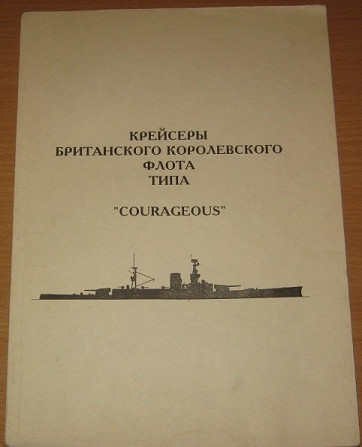 КРЕЙСЕРЫ
БРИТАНСКОГО КОРОЛЕВСКОГО
ФЛОТА
ТИПА
"COURAGEOUS"